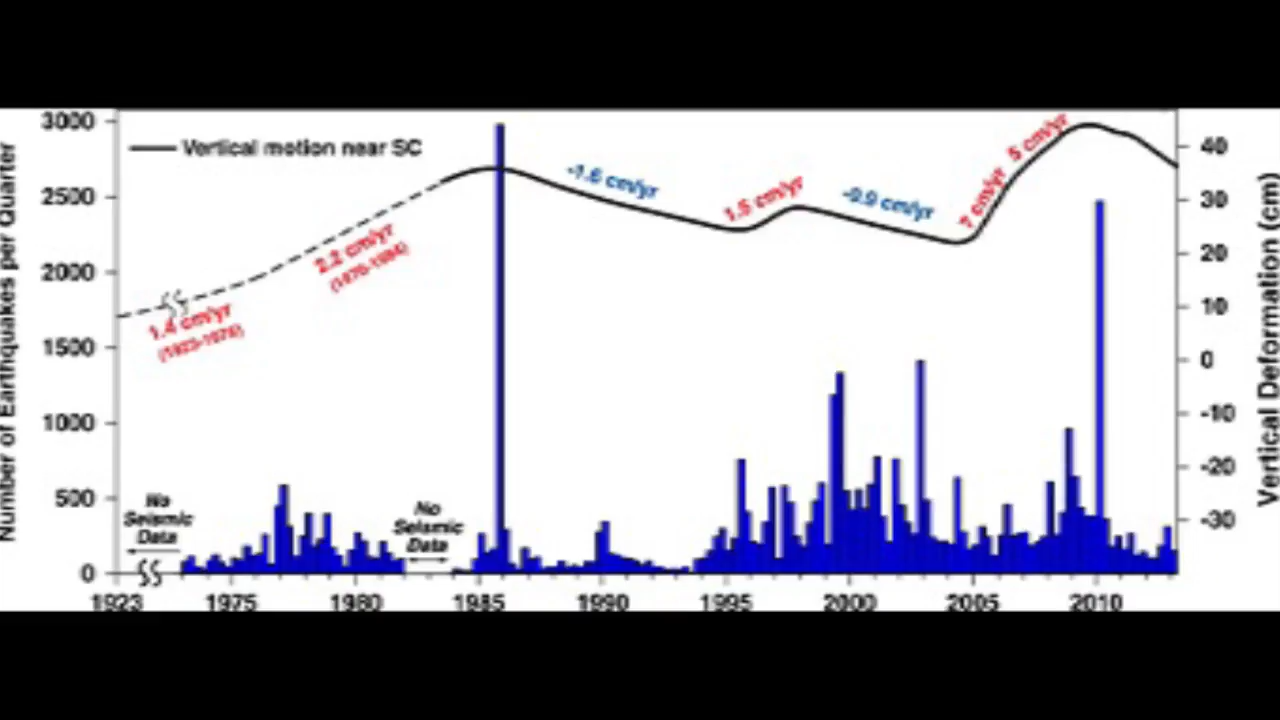 Number of Earthquakes per Quarter
3000
2500
2000
1500
1000
500
0
Vertical motion near SC
1.4 cm/yr
2.2 cm/yr
-1.6 cm/yr
1.5 cm/yr
-0.9 cm/yr
7 cm/yr
5 cm/yr
No
Seismic
Data
No
Seismic
Data
40
30
20
10
0
-10
-20
-30
Vertical Deformation (cm)
1923
1975
1980
1985
1990
1995
2000
2005
2010